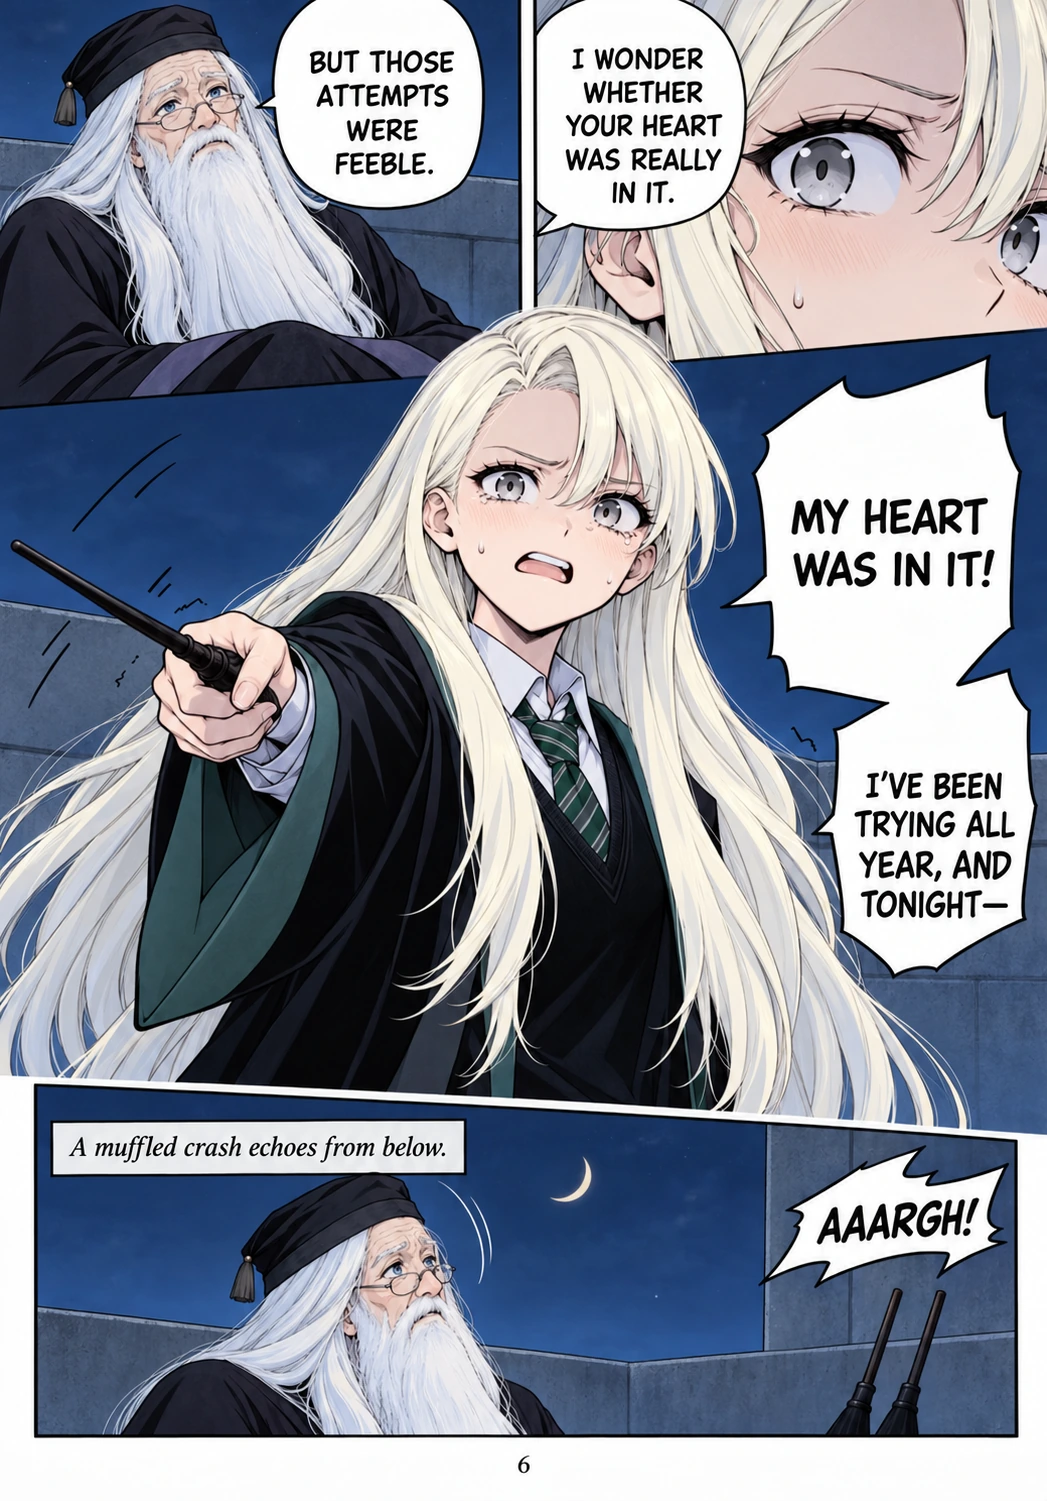 BUT THOSE
ATTEMPTS
WERE
FEEBLE.
I WONDER
WHETHER
YOUR HEART
WAS REALLY
IN IT.
MY HEART
WAS IN IT!
I'VE BEEN
TRYING ALL
YEAR, AND
TONIGHT—
A muffled crash echoes from below.
AAARGH!
6